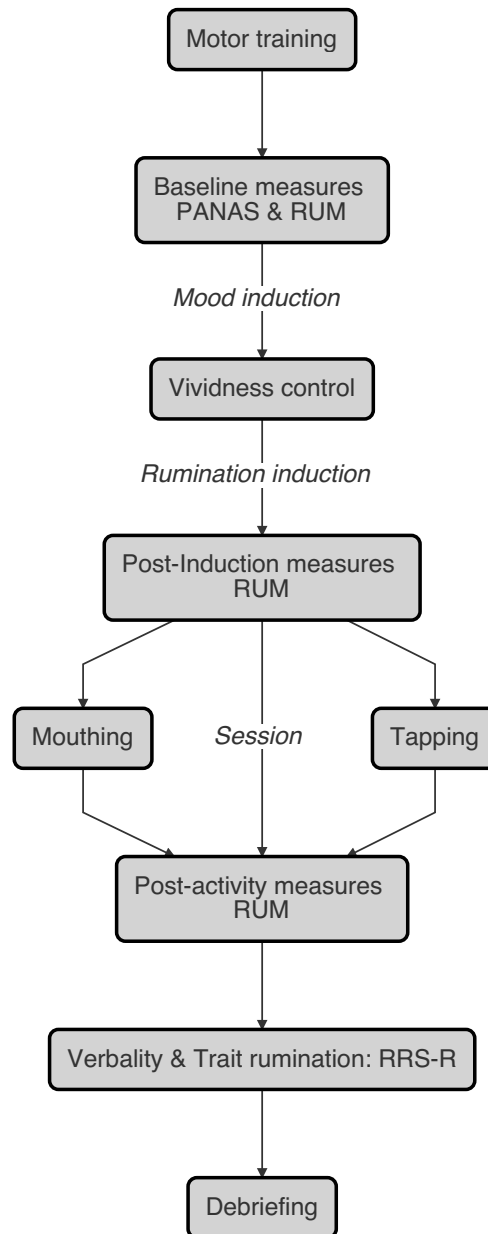 Motor training
Baseline measures
PANAS & RUM
Mood induction
Vividness control
Rumination induction
Post-Induction measures
RUM
Mouthing
Session
Tapping
Post-activity measures
RUM
Verbality & Trait rumination: RRS-R
Debriefing